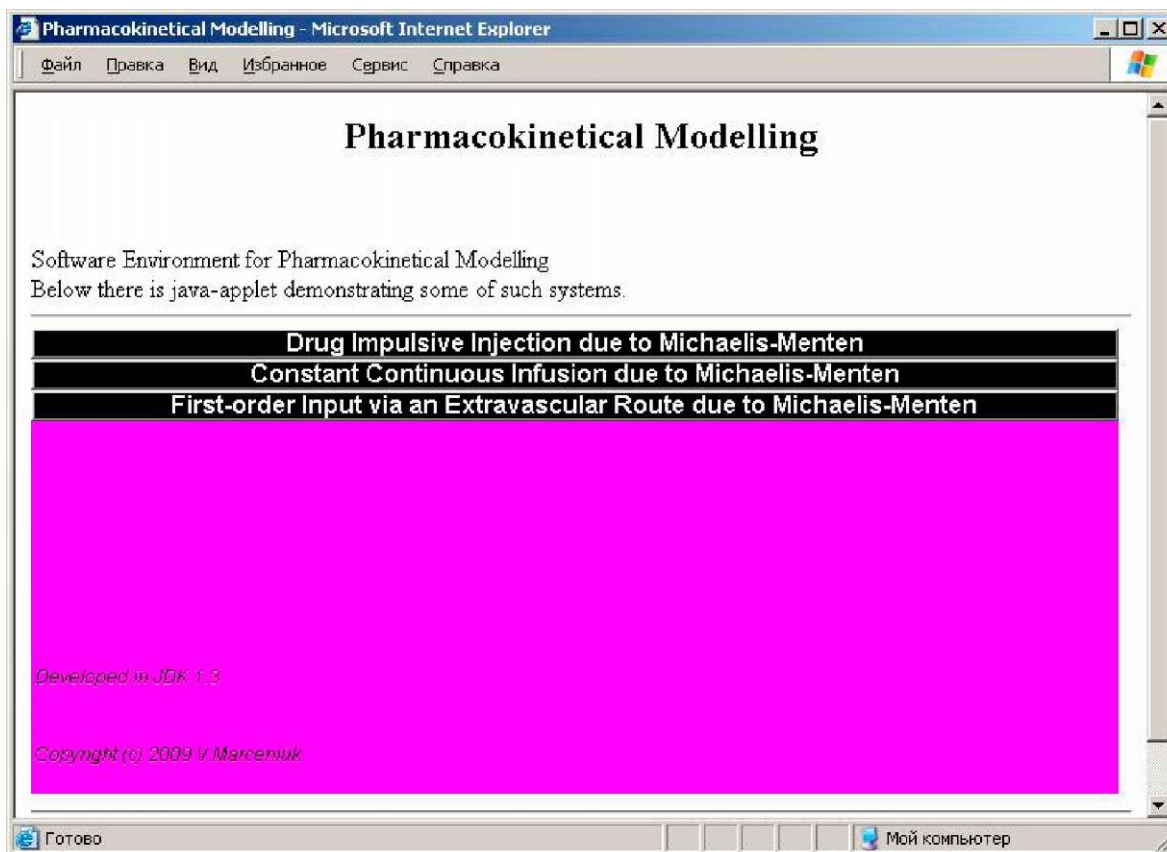 Pharmacokinetical Modelling - Microsoft Internet Explorer
Файл Правка Вид Избранное Сервис Справка
Pharmacokinetical Modelling
Software Environment for Pharmacokinetical Modelling
Below there is java-applet demonstrating some of such systems.
Drug Impulsive Injection due to Michaelis-Menten
Constant Continuous Infusion due to Michaelis-Menten
First-order Input via an Extravascular Route due to Michaelis-Menten
Developed in JDK 1.3
Copyright (c) 2009 V.Marceniuk
Готово Мой компьютер